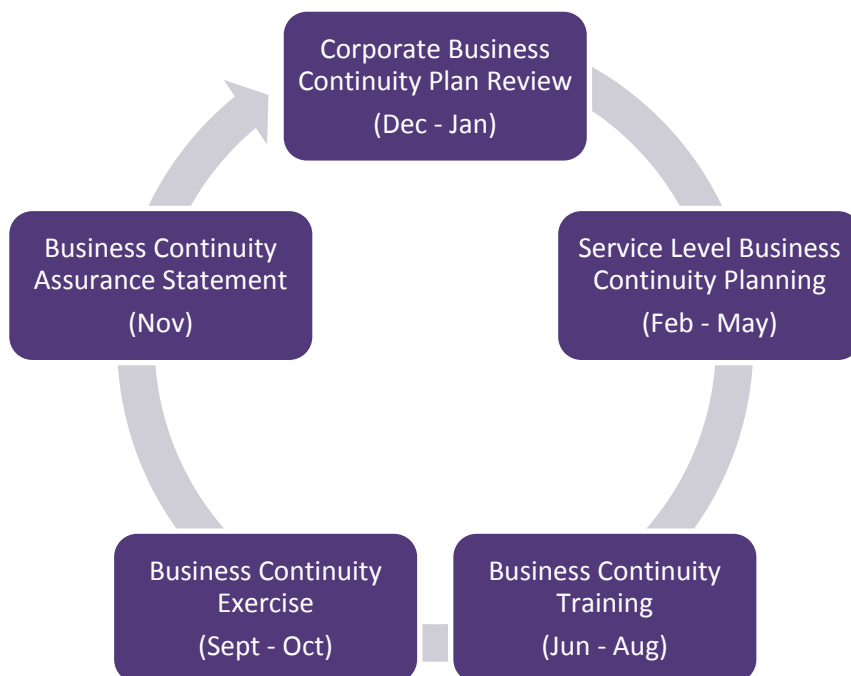 Corporate Business
Continuity Plan Review
(Dec - Jan)
Service Level Business
Continuity Planning
(Feb - May)
Business Continuity
Training
(Jun - Aug)
Business Continuity
Exercise
(Sept - Oct)
Business Continuity
Assurance Statement
(Nov)